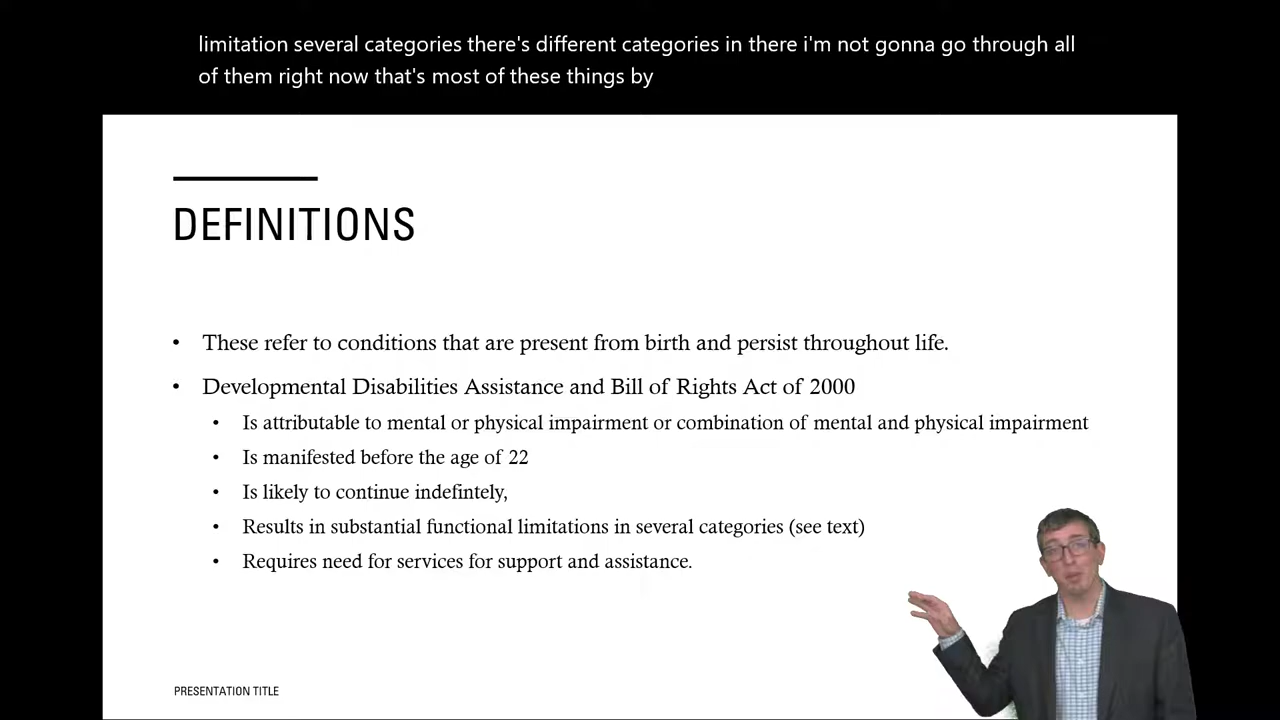 limitation several categories there's different categories in there i'm not gonna go through all
of them right now that's most of these things by
DEFINITIONS
• These refer to conditions that are present from birth and persist throughout life.
• Developmental Disabilities Assistance and Bill of Rights Act of 2000
• Is attributable to mental or physical impairment or combination of mental and physical impairment
• Is manifested before the age of 22
• Is likely to continue indefintely,
• Results in substantial functional limitations in several categories (see text)
• Requires need for services for support and assistance.
PRESENTATION TITLE